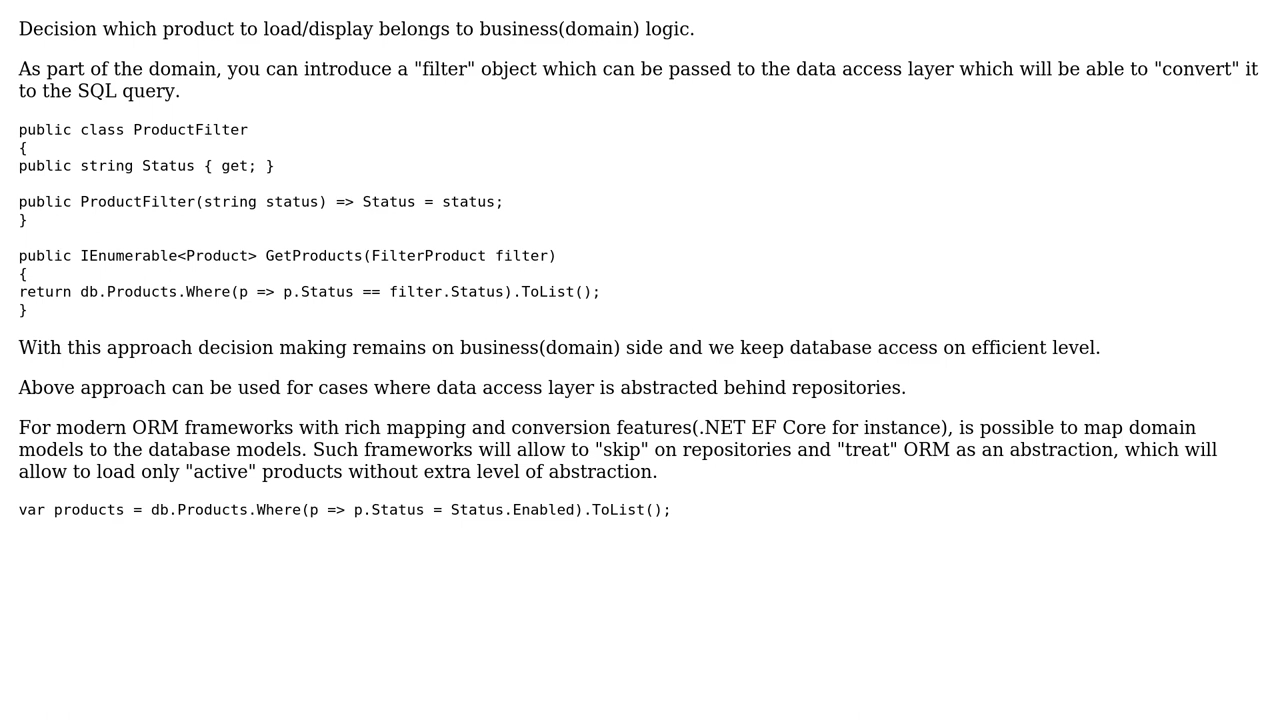 Decision which product to load/display belongs to business(domain) logic.
As part of the domain, you can introduce a "filter" object which can be passed to the data access layer which will be able to "convert" it
to the SQL query.
public class ProductFilter
{
public string Status { get; }
public ProductFilter(string status) => Status = status;
}
public IEnumerable<Product> GetProducts(FilterProduct filter)
{
return db.Products.Where(p => p.Status == filter.Status).ToList();
}
With this approach decision making remains on business(domain) side and we keep database access on efficient level.
Above approach can be used for cases where data access layer is abstracted behind repositories.
For modern ORM frameworks with rich mapping and conversion features(.NET EF Core for instance), is possible to map domain
models to the database models. Such frameworks will allow to "skip" on repositories and "treat" ORM as an abstraction, which will
allow to load only "active" products without extra level of abstraction.
var products = db.Products.Where(p => p.Status = Status.Enabled).ToList();